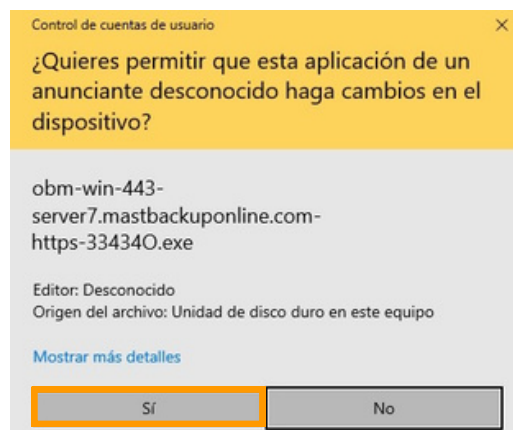 Control de cuentas de usuario
¿Quieres permitir que esta aplicación de un
anunciante desconocido haga cambios en el
dispositivo?
obm-win-443-
server7.mastbackuponline.com-
https-33434O.exe
Editor: Desconocido
Origen del archivo: Unidad de disco duro en este equipo
Mostrar más detalles
Sí
No